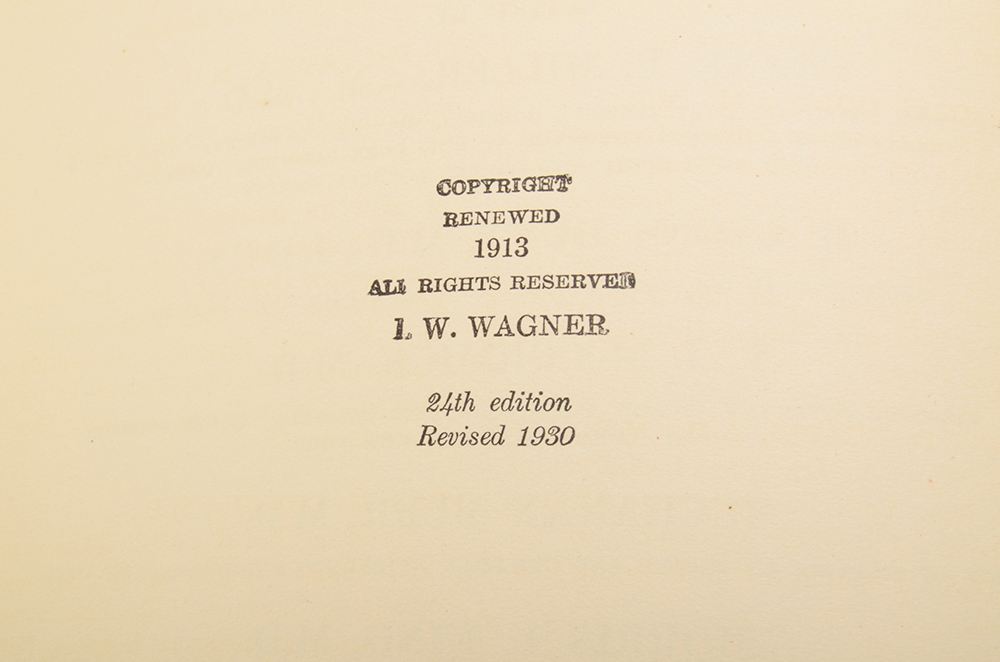 COPYRIGHT
RENEWED
1913
ALL RIGHTS RESERVED
I. W. WAGNER
24th edition
Revised 1930